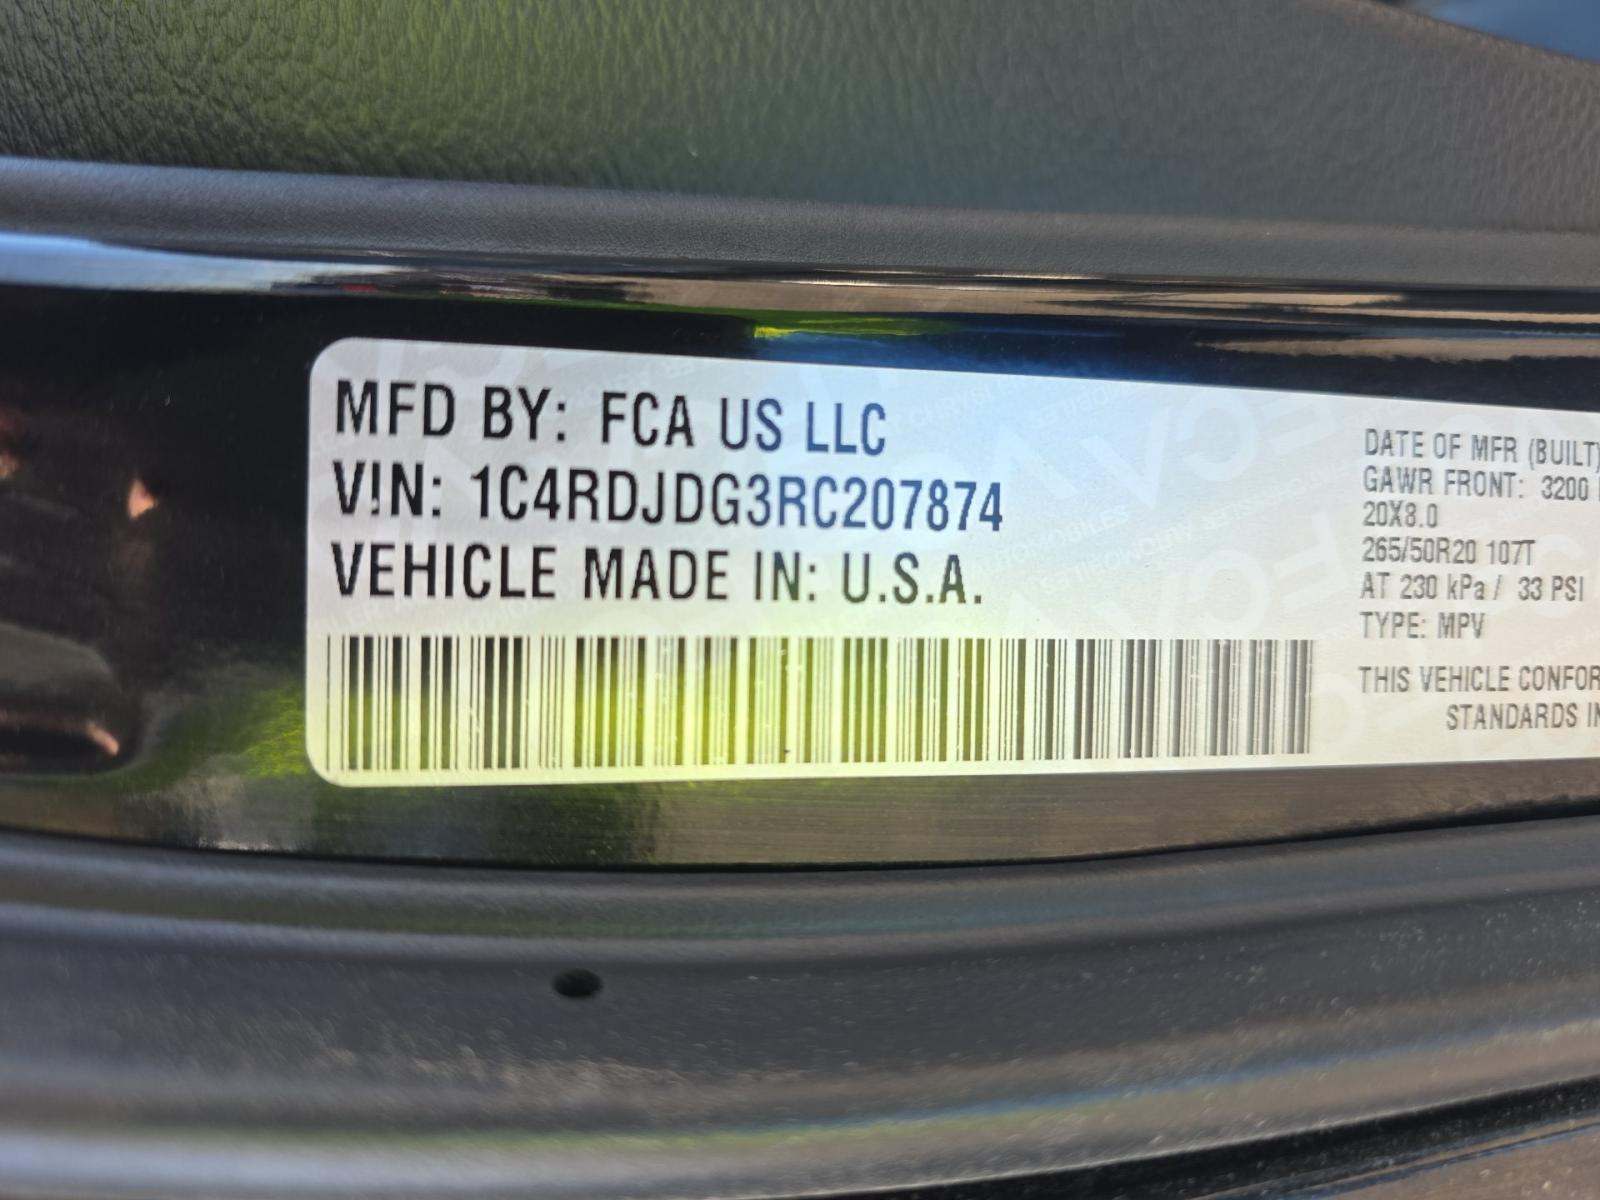 MFD BY: FCA US LLC
VIN: 1C4RDJDG3RC207874
VEHICLE MADE IN: U.S.A.
DATE OF MFR (BUILT)
GAWR FRONT: 3200
20X8.0
265/50R20 107T
AT 230 kPa / 33 PSI
TYPE: MPV
THIS VEHICLE CONFOR
STANDARDS IN